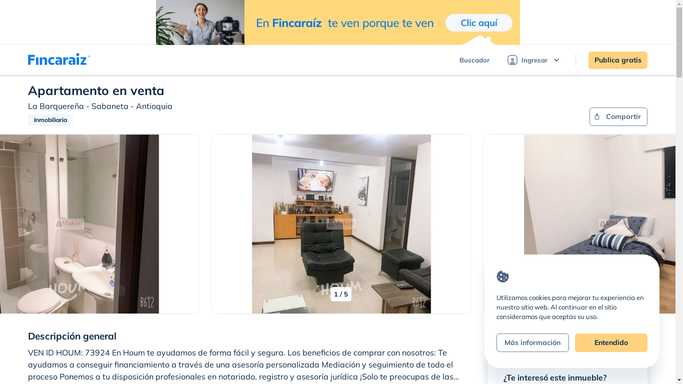 En Fincaraíz te ven porque te ven
Clic aquí
Fincaraíz
Buscador
Ingresar
Publica gratis
Apartamento en venta
La Barquereña - Sabaneta - Antioquia
Inmobiliaria
Compartir
HOUM
HOUM
B612
1 / 5
Utilizamos cookies para mejorar tu experiencia en
nuestro sitio web. Al continuar en el sitio
consideramos que aceptas su uso.
Más información
Entendido
Descripción general
VEN ID HOUM: 73924 En Houm te ayudamos de forma fácil y segura. Los beneficios de comprar con nosotros: Te
ayudamos a conseguir financiamiento a través de una asesoría personalizada Mediación y seguimiento de todo el
proceso Ponemos a tu disposición profesionales en notariado, registro y asesoría jurídica ¡Solo te preocupas de las...
¿Te interesó este inmueble?